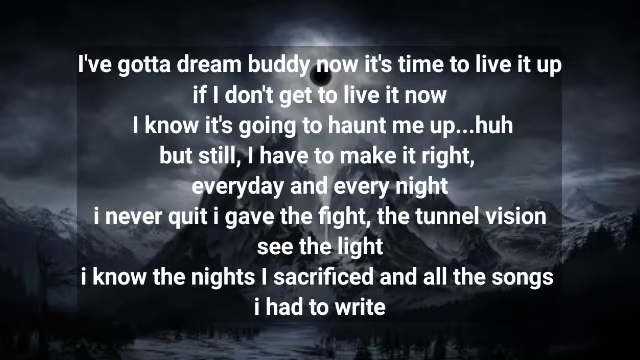 I've gotta dream buddy now it's time to live it up
if I don't get to live it now
I know it's going to haunt me up...huh
but still, I have to make it right,
everyday and every night
i never quit i gave the fight, the tunnel vision
see the light
i know the nights I sacrificed and all the songs
i had to write